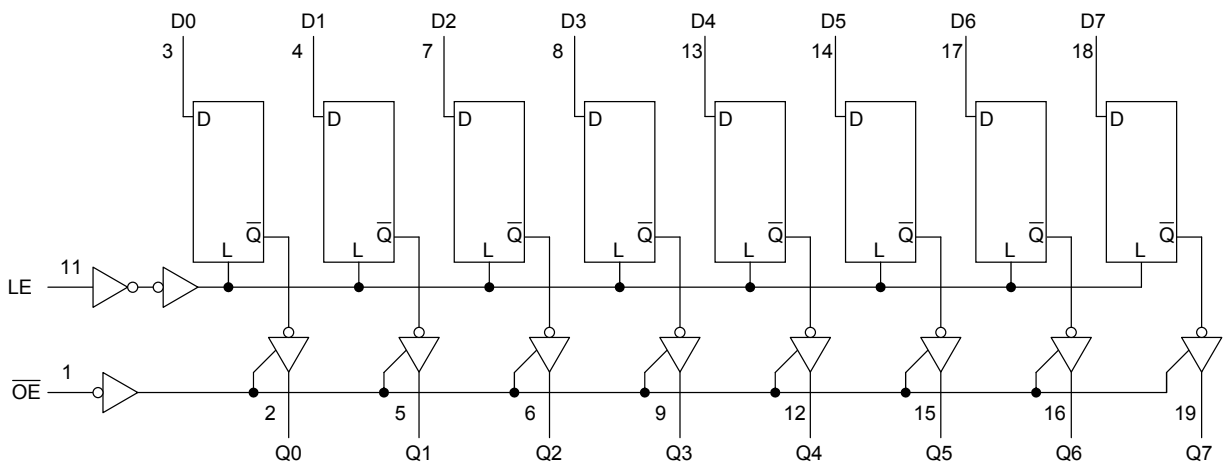 D0 D1 D2 D3 D4 D5 D6 D7
3 4 7 8 13 14 17 18
D D D D D D D D
Q̅ Q̅ Q̅ Q̅ Q̅ Q̅ Q̅ Q̅
L L L L L L L L
11
LE
1
O̅E̅
2 5 6 9 12 15 16 19
Q0 Q1 Q2 Q3 Q4 Q5 Q6 Q7